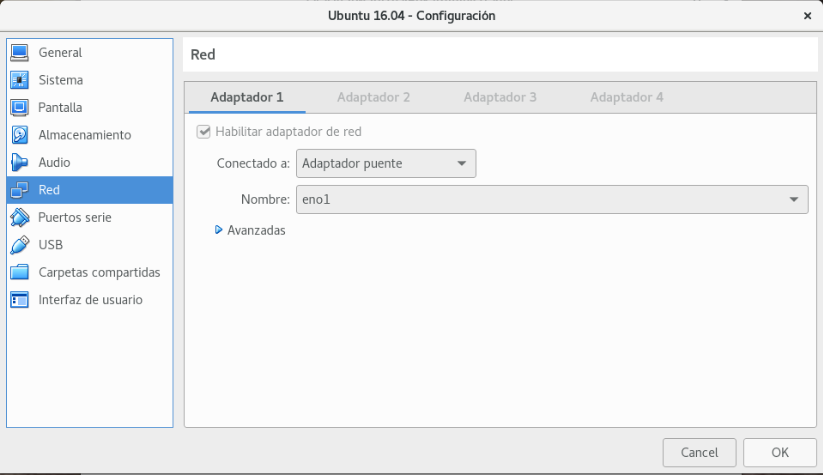 Ubuntu 16.04 - Configuración
General
Sistema
Pantalla
Almacenamiento
Audio
Red
Puertos serie
USB
Carpetas compartidas
Interfaz de usuario
Red
Adaptador 1 Adaptador 2 Adaptador 3 Adaptador 4
Habilitar adaptador de red
Conectado a: Adaptador puente
Nombre: eno1
Avanzadas
Cancel OK